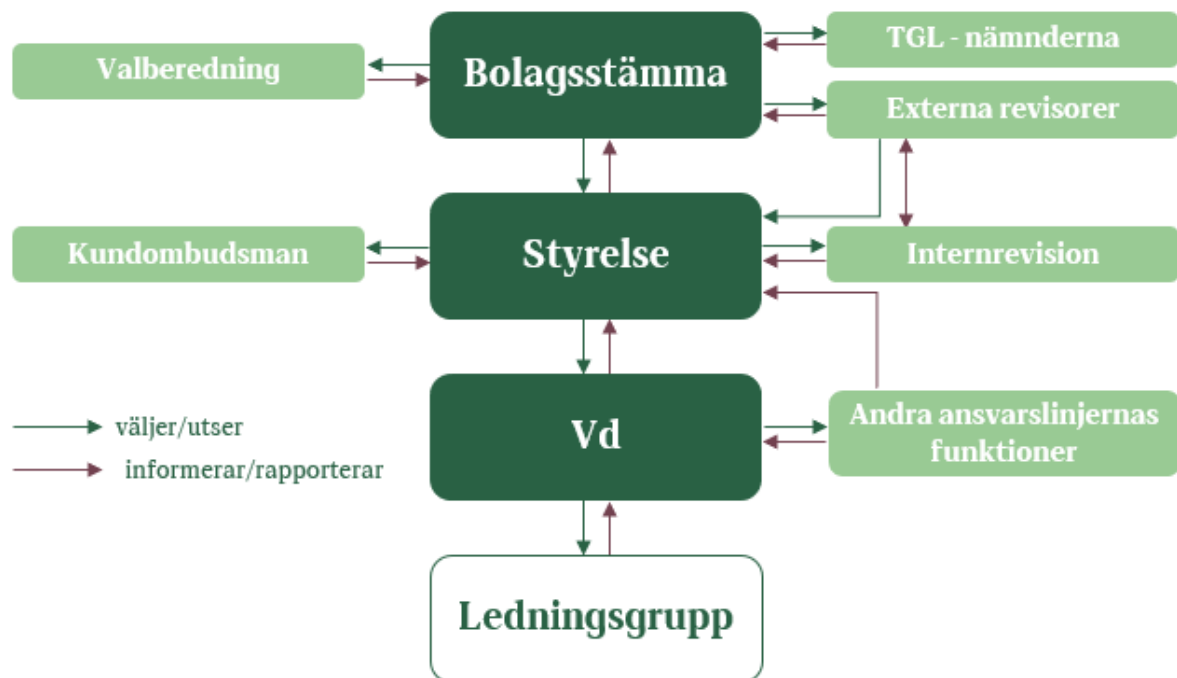 Bolagsstämma
TGL - nämnderna
Valberedning
Externa revisorer
Styrelse
Kundombudsman
Internrevision
Vd
Andra ansvarslinjernas
funktioner
väljer/utser
informerar/rapporterar
Ledningsgrupp